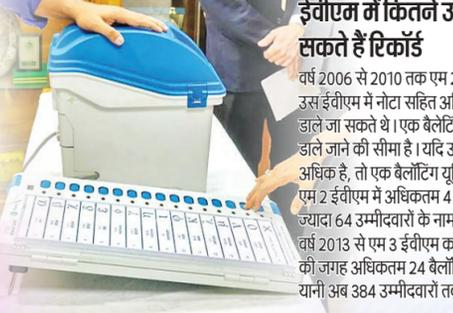 ईवीएम में कितने उ
सकते हैं रिकॉर्ड
वर्ष 2006 से 2010 तक एम 2
उस ईवीएम में नोटा सहित अ
डाले जा सकते थे। एक बैलेटिं
डाले जाने की सीमा है। यदि उ
अधिक है, तो एक बैलॉटिंग यू
एम 2 ईवीएम में अधिकतम 4
ज्यादा 64 उम्मीदवारों के नाम
वर्ष 2013 से एम 3 ईवीएम क
की जगह अधिकतम 24 बैलॉ
यानी अब 384 उम्मीदवारों त